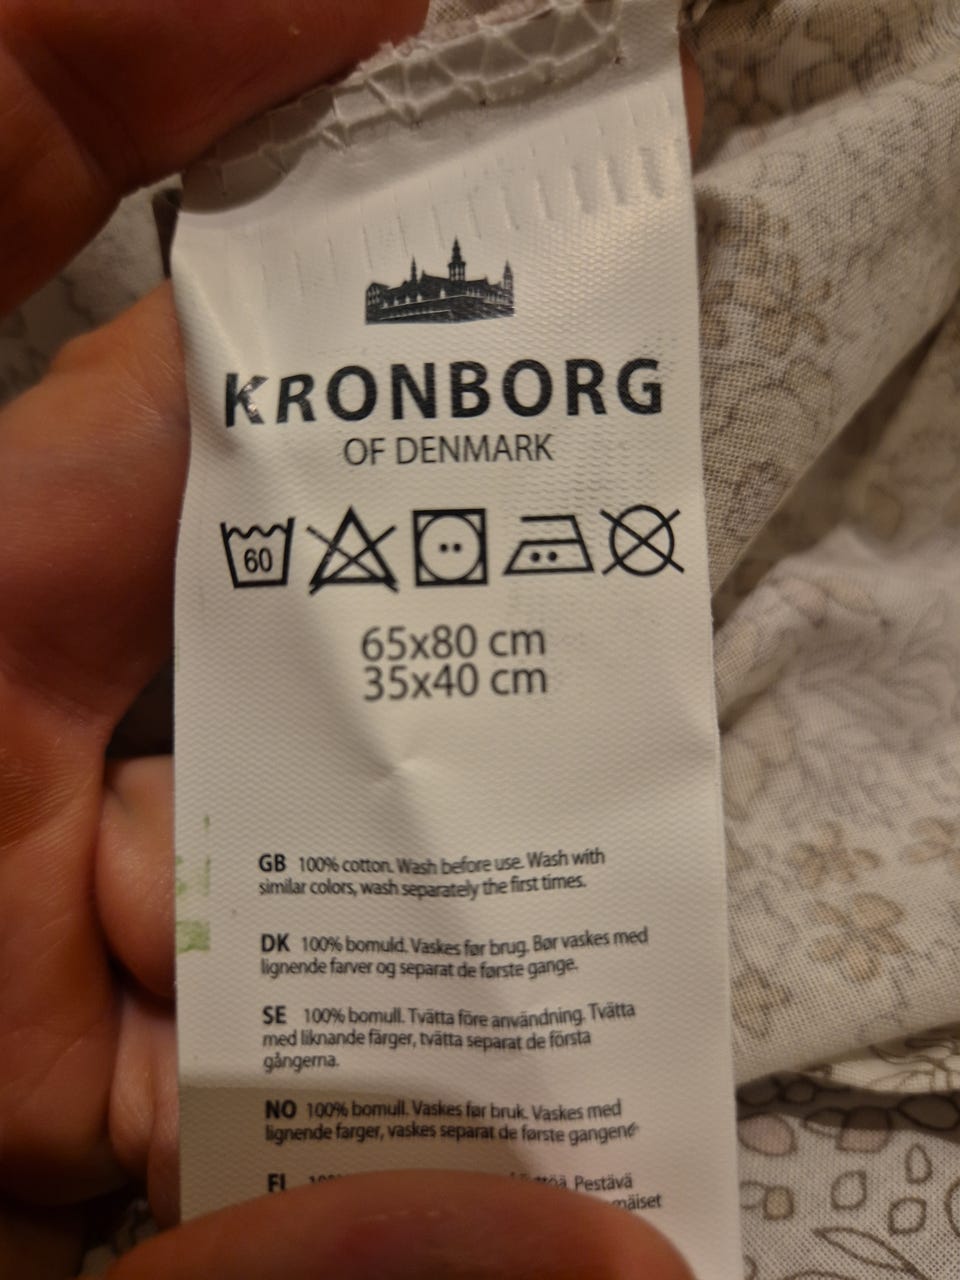 KRONBORG
OF DENMARK
60
65x80 cm
35x40 cm
GB 100% cotton. Wash before use. Wash with
similar colors, wash separately the first times.
DK 100% bomuld. Vaskes før brug. Bør vaskes med
lignende farver og separat de første gange.
SE 100% bomull. Tvätta före användning. Tvätta
med liknande färger, tvätta separat de första
gångerna.
NO 100% bomull. Vaskes før bruk. Vaskes med
lignende farger, vaskes separat de første gangene
FI Pestävä